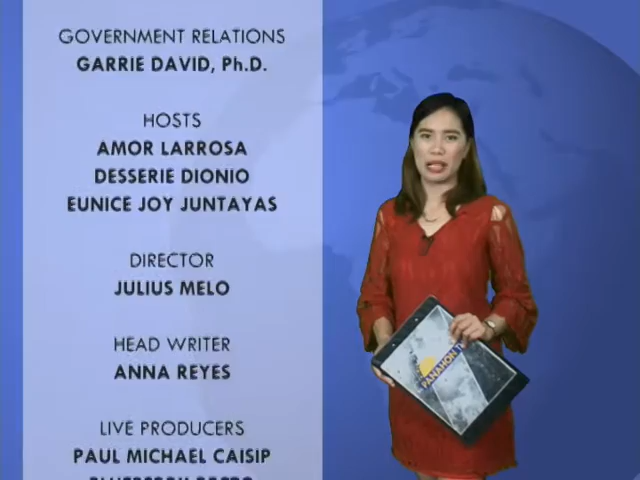 GOVERNMENT RELATIONS
GARRIE DAVID, Ph.D.
HOSTS
AMOR LARROSA
DESSERIE DIONIO
EUNICE JOY JUNTAYAS
DIRECTOR
JULIUS MELO
HEAD WRITER
ANNA REYES
LIVE PRODUCERS
PAUL MICHAEL CAISIP
PANAHON